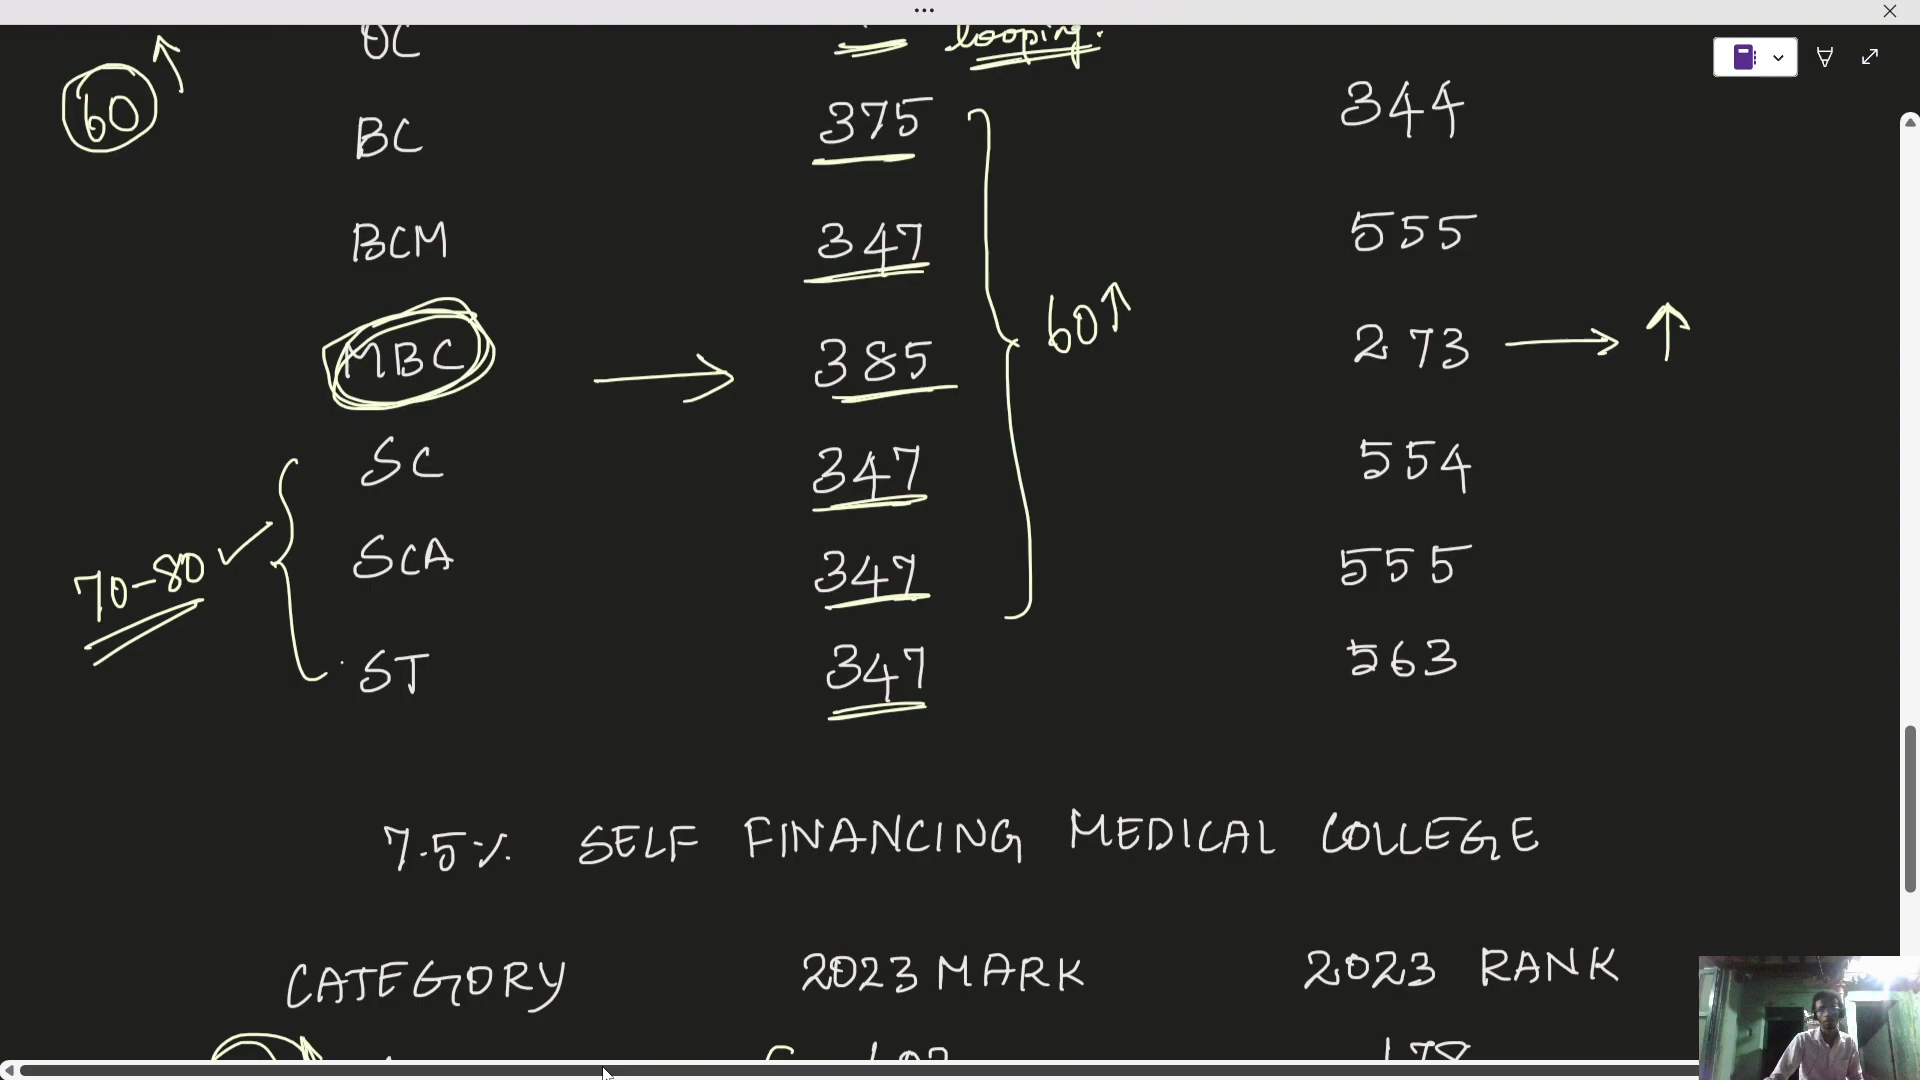 OC looping.
60 BC 375 344
BCM 347 555
MBC 385 60 273
SC 347 554
70-80 SCA 347 555
ST 347 563
7.5% SELF FINANCING MEDICAL COLLEGE
CATEGORY 2023 MARK 2023 RANK